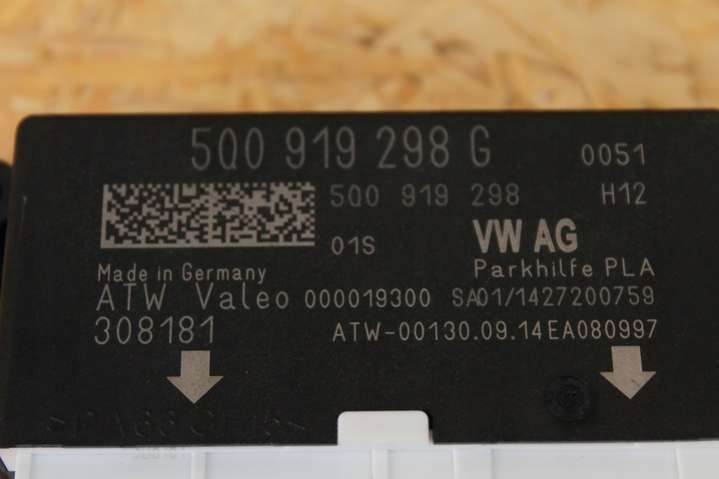 5Q0 919 298 G 0051
5Q0 919 298 H12
01S VW AG
Made in Germany Parkhilfe PLA
ATW Valeo 000019300 SA01/1427200759
308181 ATW-00130.09.14EA080997